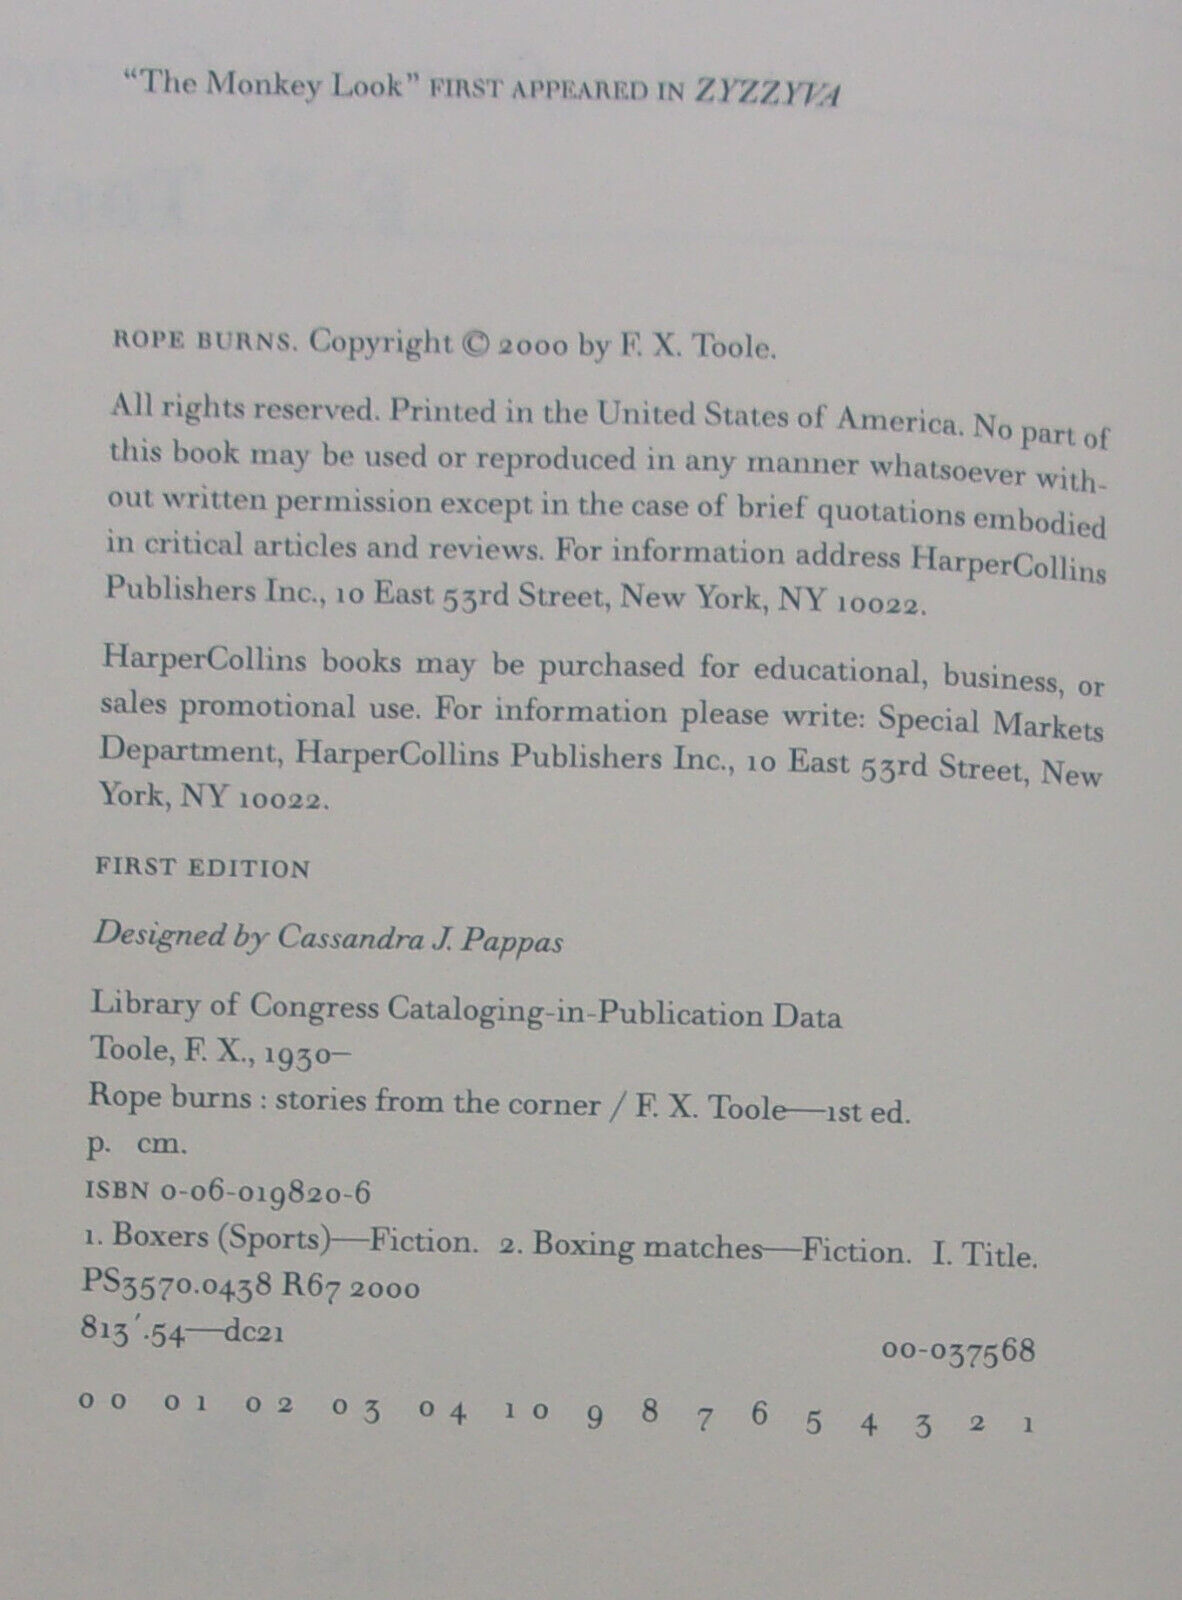 “The Monkey Look” FIRST APPEARED IN ZYZZYVA
ROPE BURNS. Copyright © 2000 by F. X. Toole.
All rights reserved. Printed in the United States of America. No part of
this book may be used or reproduced in any manner whatsoever with-
out written permission except in the case of brief quotations embodied
in critical articles and reviews. For information address HarperCollins
Publishers Inc., 10 East 53rd Street, New York, NY 10022.
HarperCollins books may be purchased for educational, business, or
sales promotional use. For information please write: Special Markets
Department, HarperCollins Publishers Inc., 10 East 53rd Street, New
York, NY 10022.
FIRST EDITION
Designed by Cassandra J. Pappas
Library of Congress Cataloging-in-Publication Data
Toole, F. X., 1930–
Rope burns : stories from the corner / F. X. Toole—1st ed.
p. cm.
ISBN 0-06-019820-6
1. Boxers (Sports)—Fiction. 2. Boxing matches—Fiction. I. Title.
PS3570.0438 R67 2000
813′.54—dc21
00-037568
00 01 02 03 04 10 9 8 7 6 5 4 3 2 1